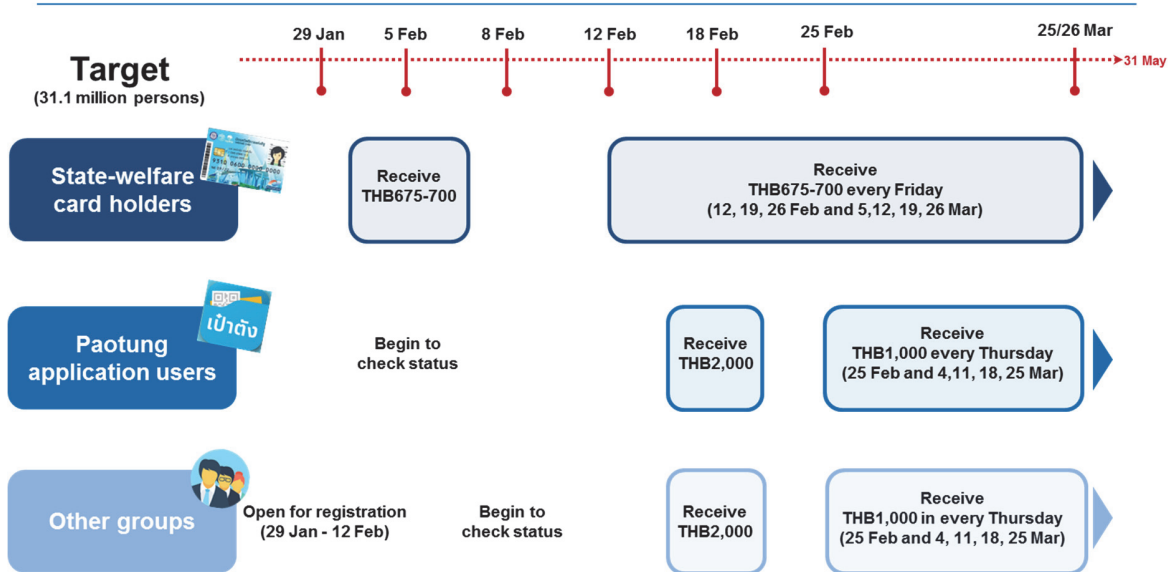 29 Jan
5 Feb
8 Feb
12 Feb
18 Feb
25 Feb
25/26 Mar
31 May
Target
(31.1 million persons)
State-welfare
card holders
Receive
THB675-700
Receive
THB675-700 every Friday
(12, 19, 26 Feb and 5,12, 19, 26 Mar)
Paotung
application users
เป๋าตัง
Begin to
check status
Receive
THB2,000
Receive
THB1,000 every Thursday
(25 Feb and 4,11, 18, 25 Mar)
Other groups
Open for registration
(29 Jan - 12 Feb)
Begin to
check status
Receive
THB2,000
Receive
THB1,000 in every Thursday
(25 Feb and 4, 11, 18, 25 Mar)